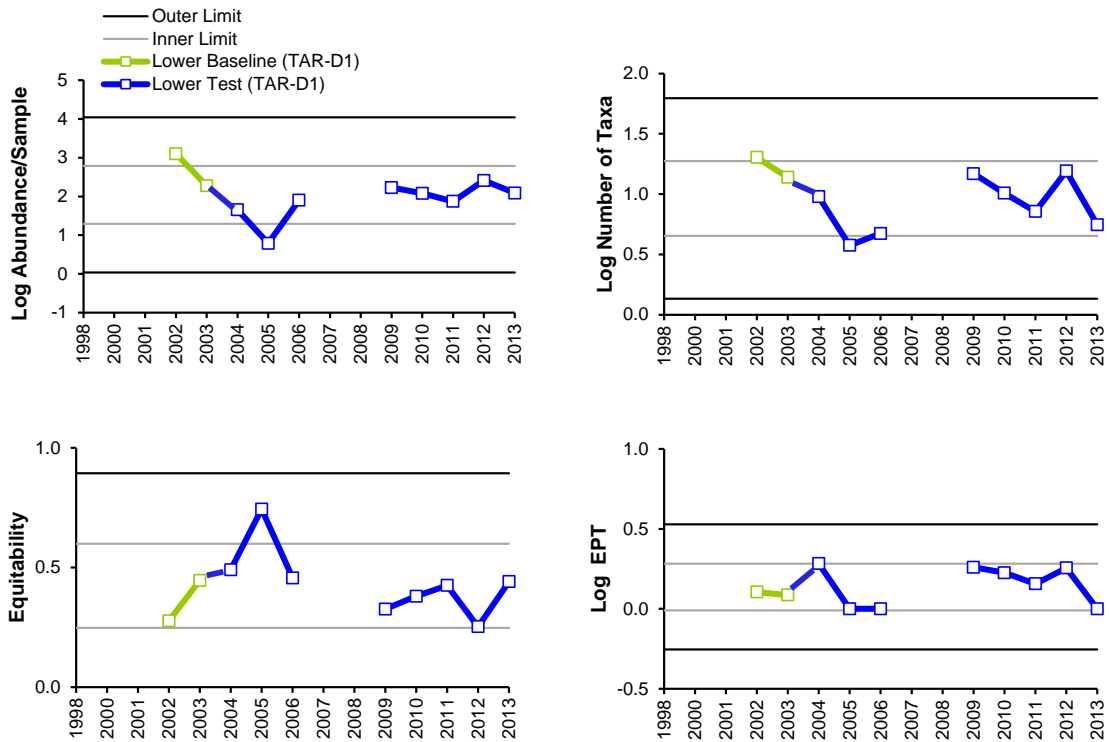 Outer Limit
Inner Limit
Lower Baseline (TAR-D1)
Lower Test (TAR-D1)
Log Abundance/Sample
5
4
3
2
1
0
-1
1998 2000 2001 2002 2003 2004 2005 2006 2007 2008 2009 2010 2011 2012 2013
Log Number of Taxa
2.0
1.5
1.0
0.5
0.0
1998 2000 2001 2002 2003 2004 2005 2006 2007 2008 2009 2010 2011 2012 2013
Equitability
1.0
0.5
0.0
1998 2000 2001 2002 2003 2004 2005 2006 2007 2008 2009 2010 2011 2012 2013
Log EPT
1.0
0.5
0.0
-0.5
1998 2000 2001 2002 2003 2004 2005 2006 2007 2008 2009 2010 2011 2012 2013